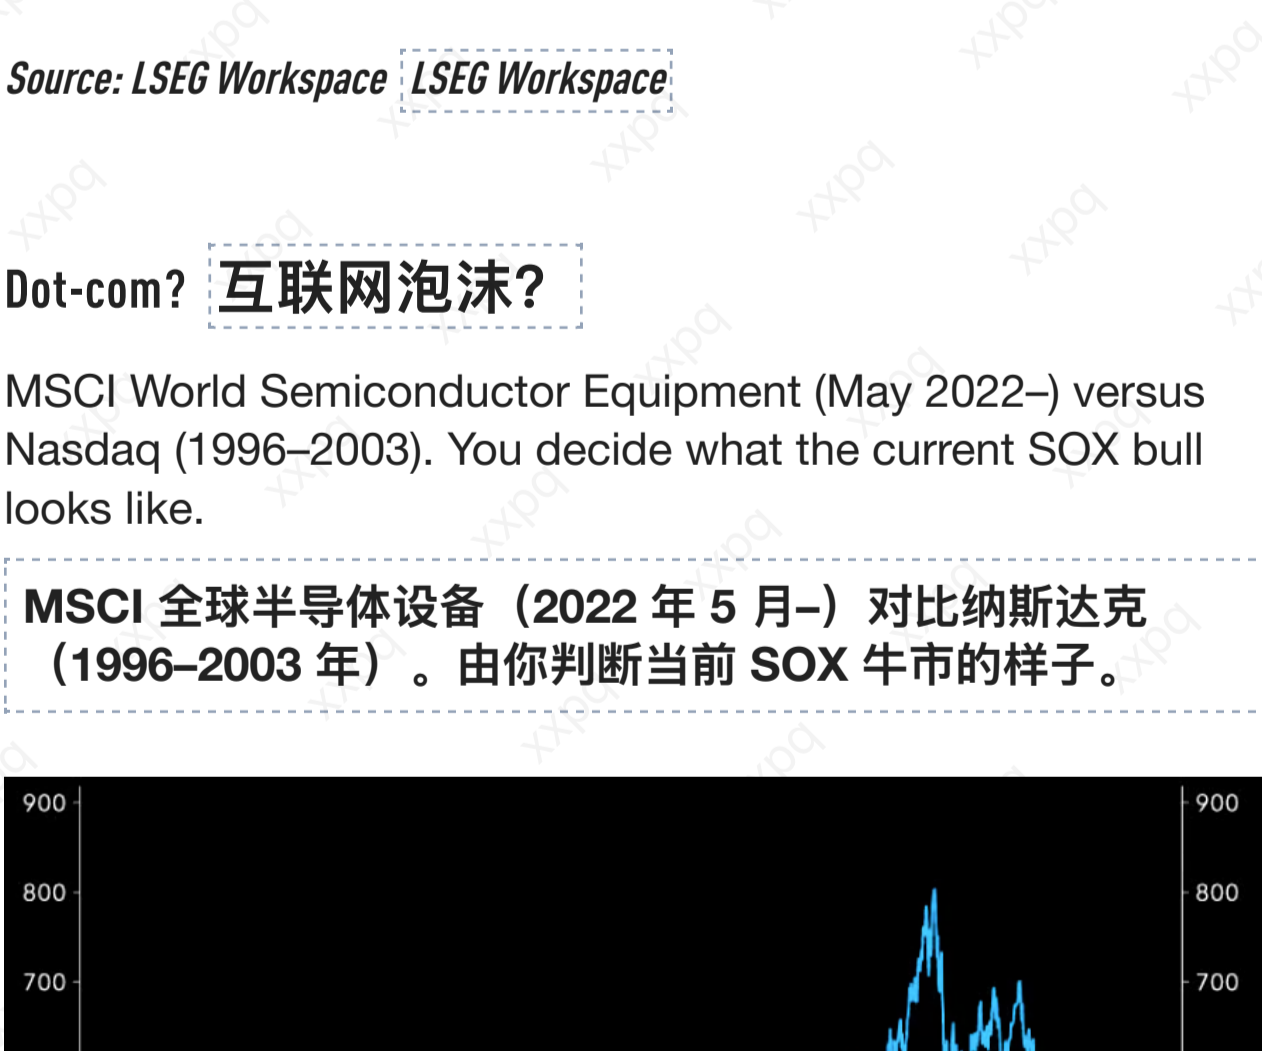 Source: LSEG Workspace LSEG Workspace
Dot-com? 互联网泡沫?
MSCI World Semiconductor Equipment (May 2022–) versus
Nasdaq (1996–2003). You decide what the current SOX bull
looks like.
MSCI 全球半导体设备（2022 年 5 月–）对比纳斯达克
（1996–2003 年）。由你判断当前 SOX 牛市的样子。
900 900
800 800
700 700
xxpq